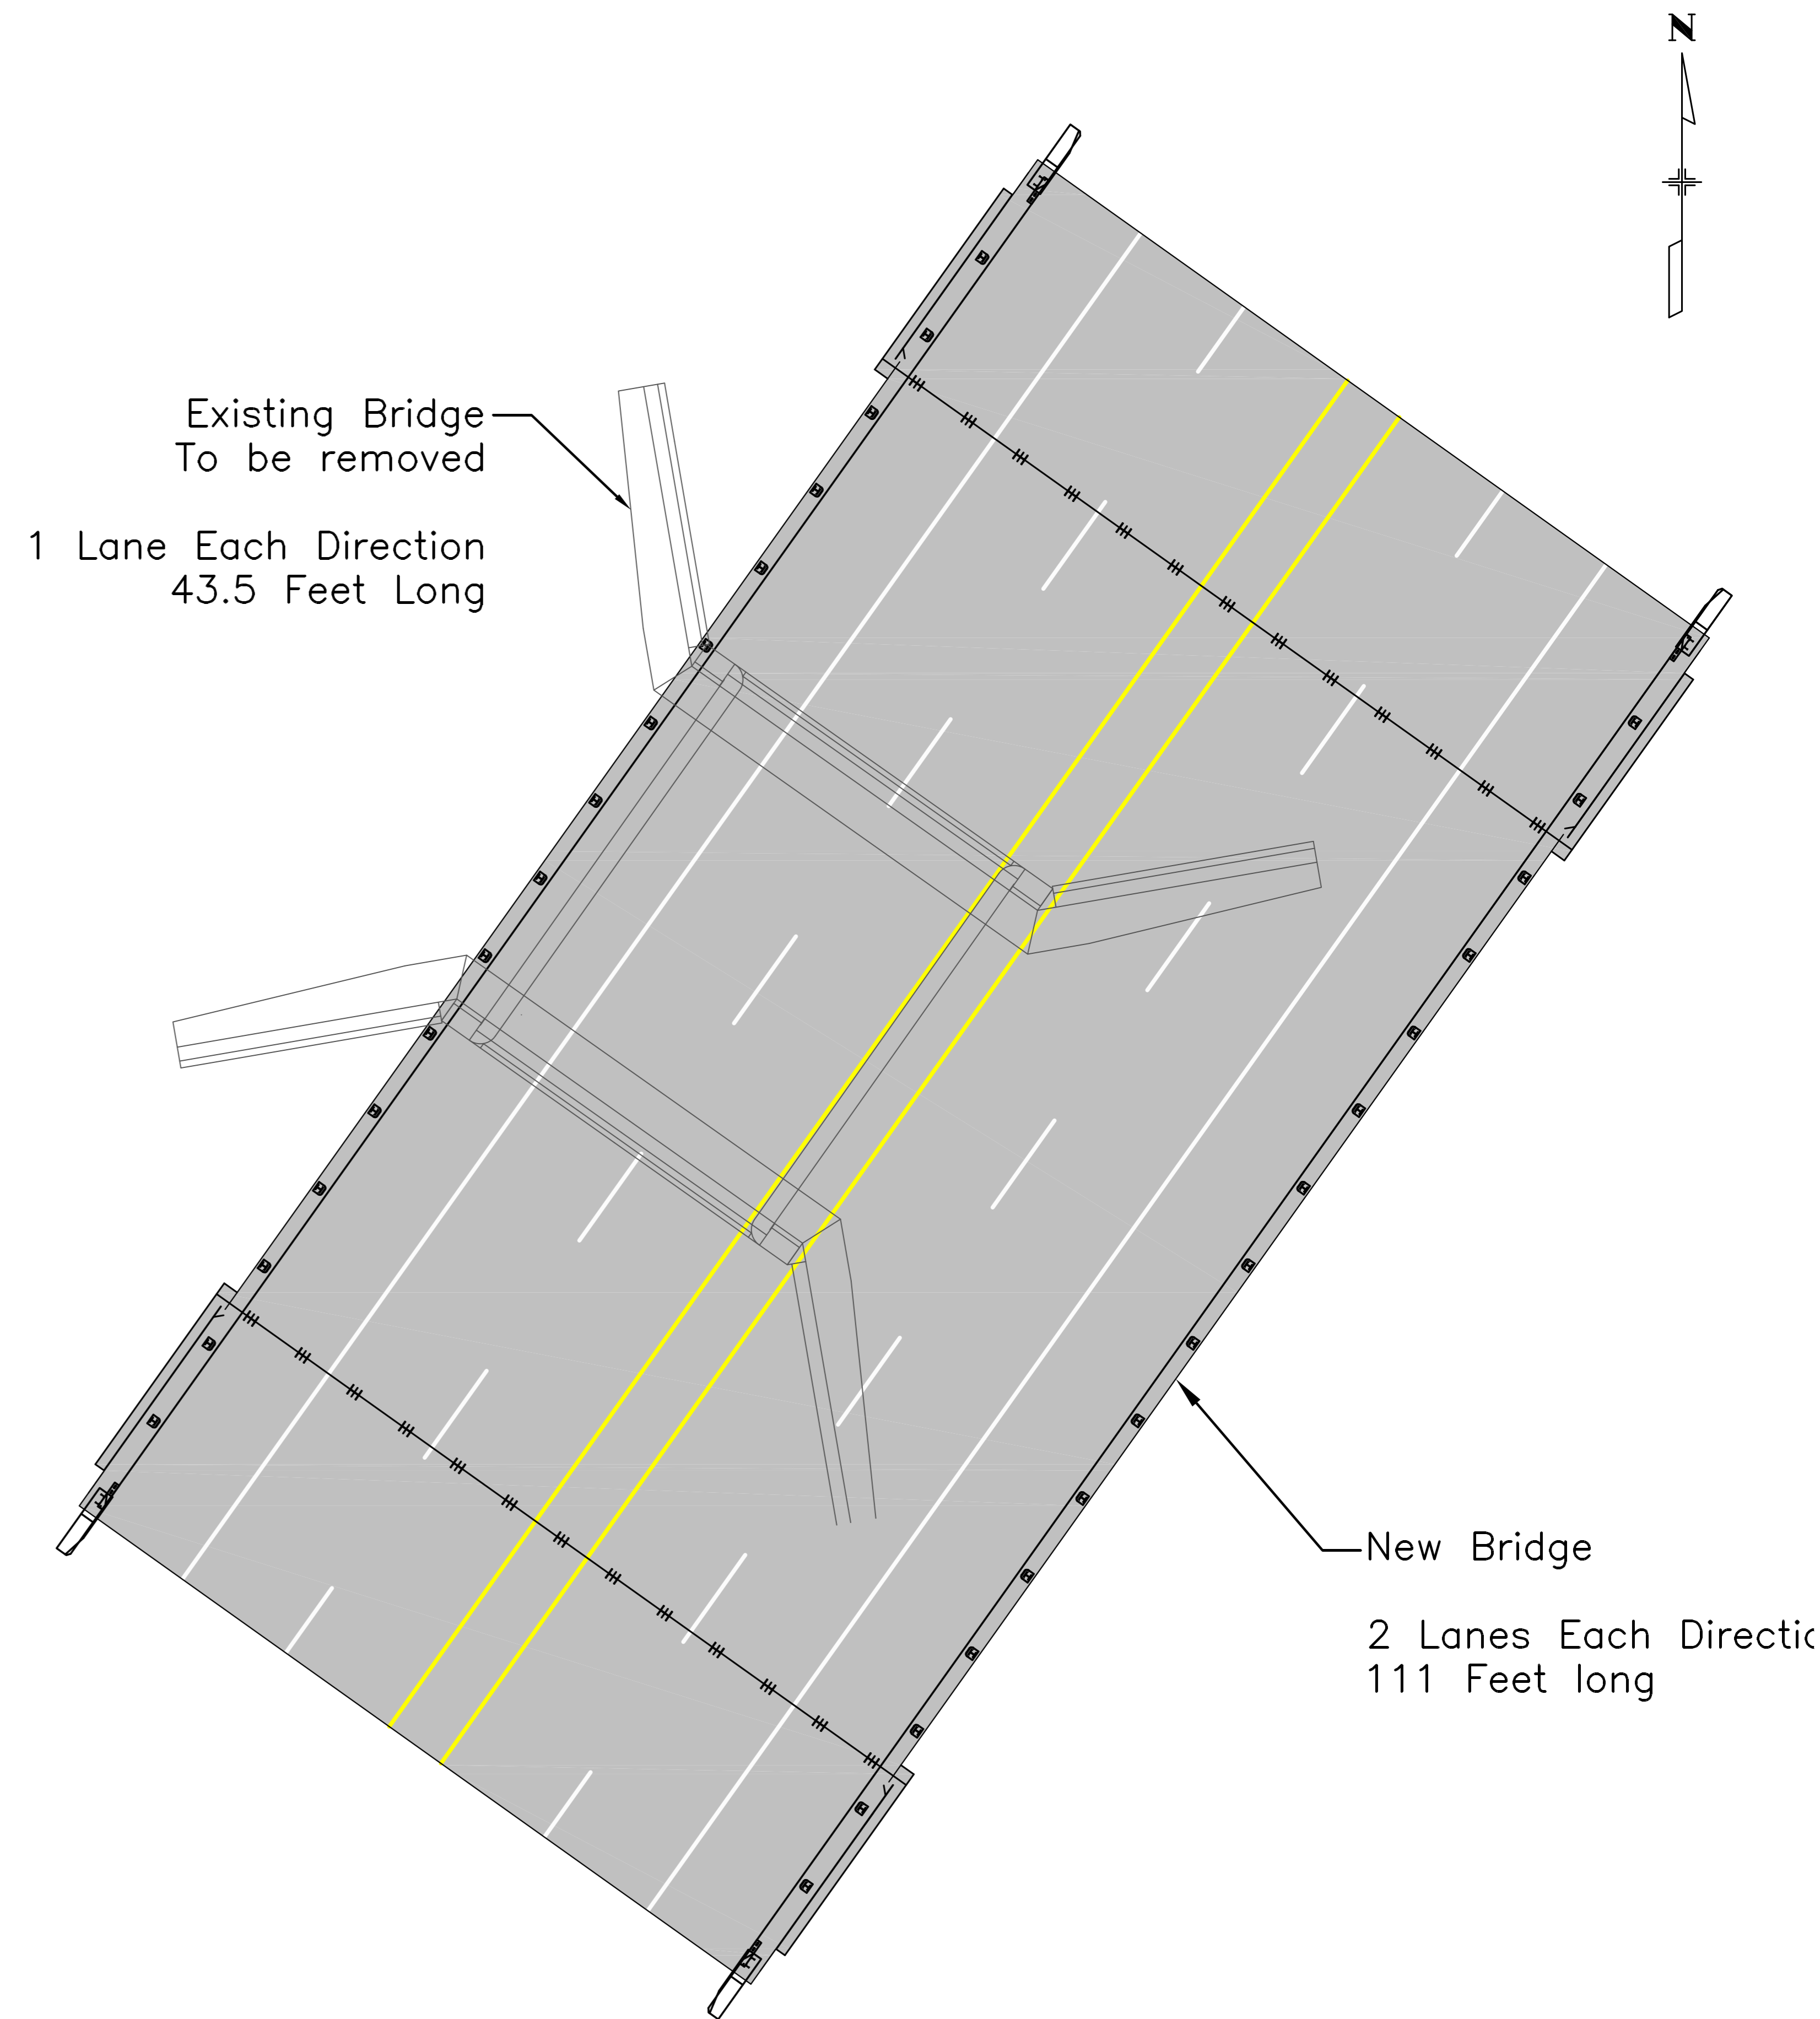 N
Existing Bridge
To be removed
1 Lane Each Direction
43.5 Feet Long
New Bridge
2 Lanes Each Directic
111 Feet long